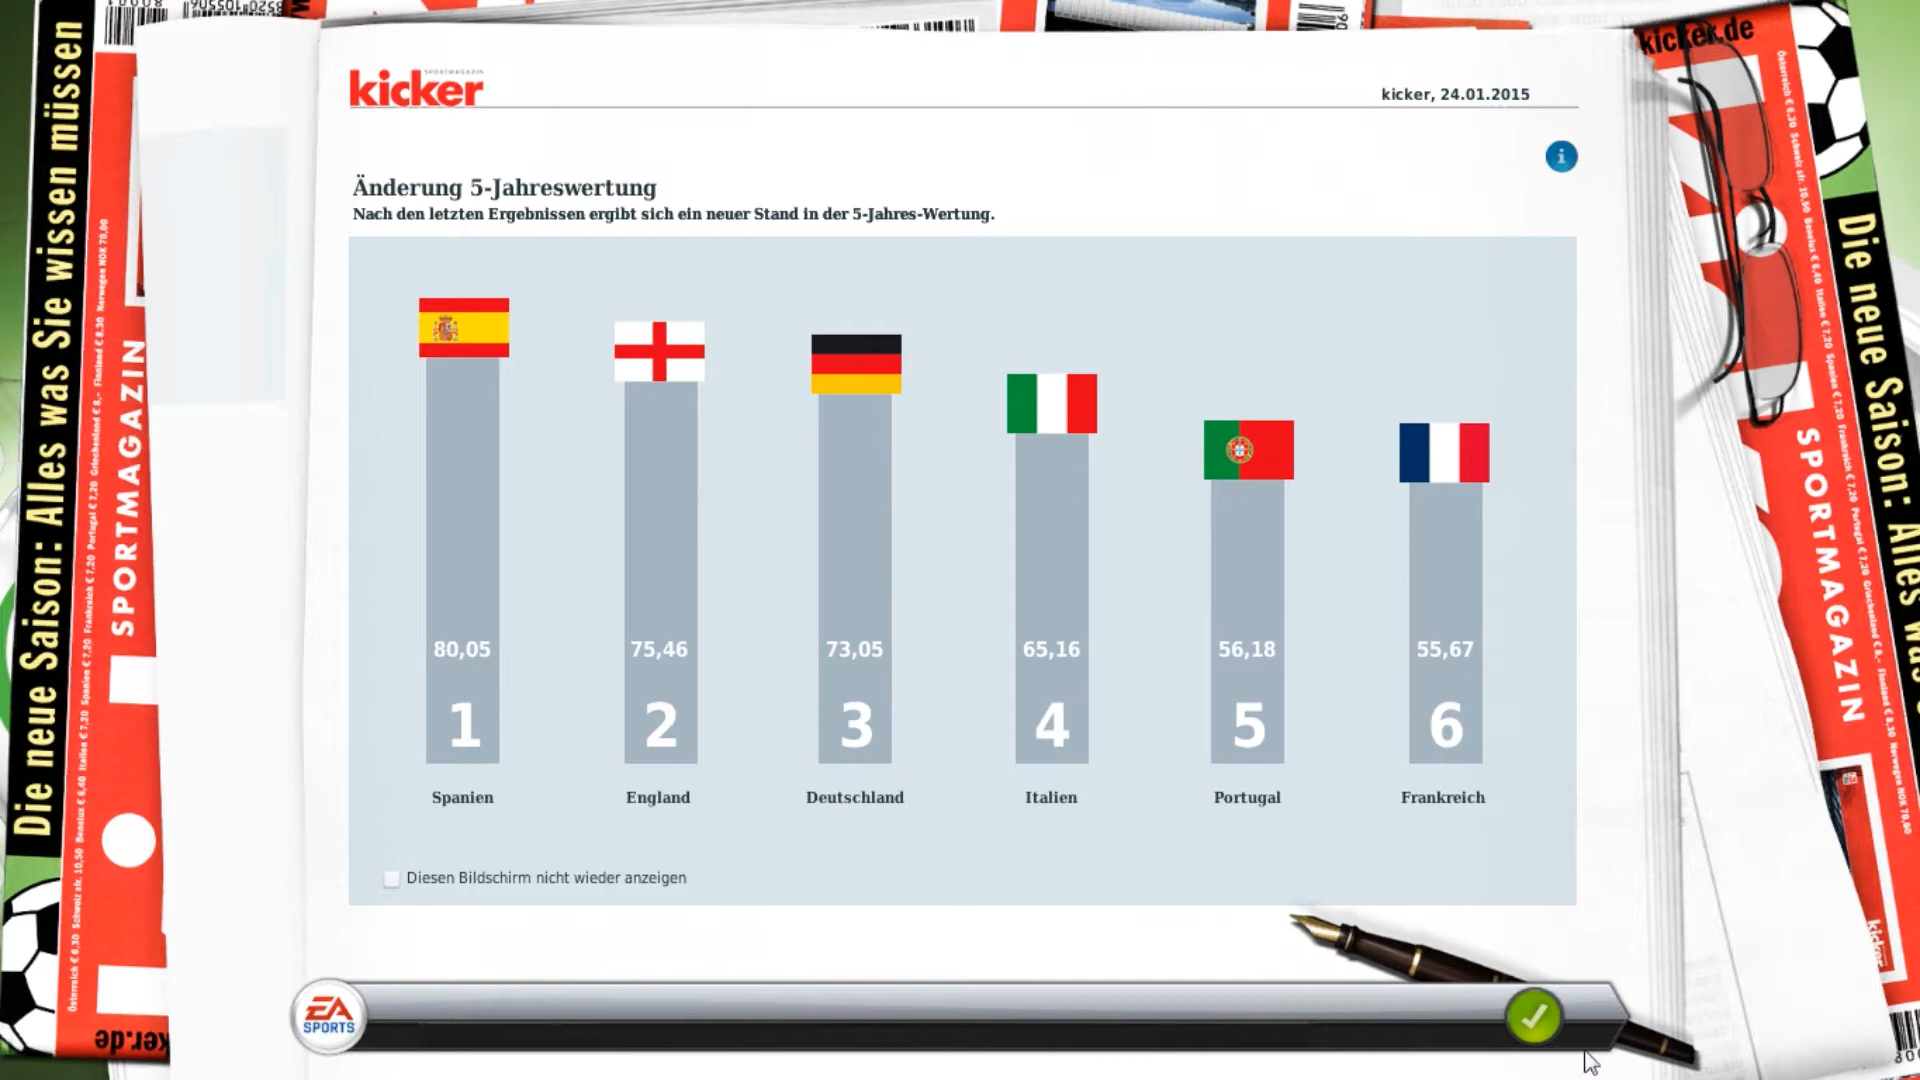 kicker
SPORTMAGAZIN
kicker, 24.01.2015
i
Änderung 5-Jahreswertung
Nach den letzten Ergebnissen ergibt sich ein neuer Stand in der 5-Jahres-Wertung.
80,05
75,46
73,05
65,16
56,18
55,67
1
2
3
4
5
6
Spanien
England
Deutschland
Italien
Portugal
Frankreich
Diesen Bildschirm nicht wieder anzeigen
EA
SPORTS
Die neue Saison: Alles was Sie wissen müssen
SPORTMAGAZIN
kicker.de
Die neue Saison: Alles was
SPORTMAGAZIN
kicker